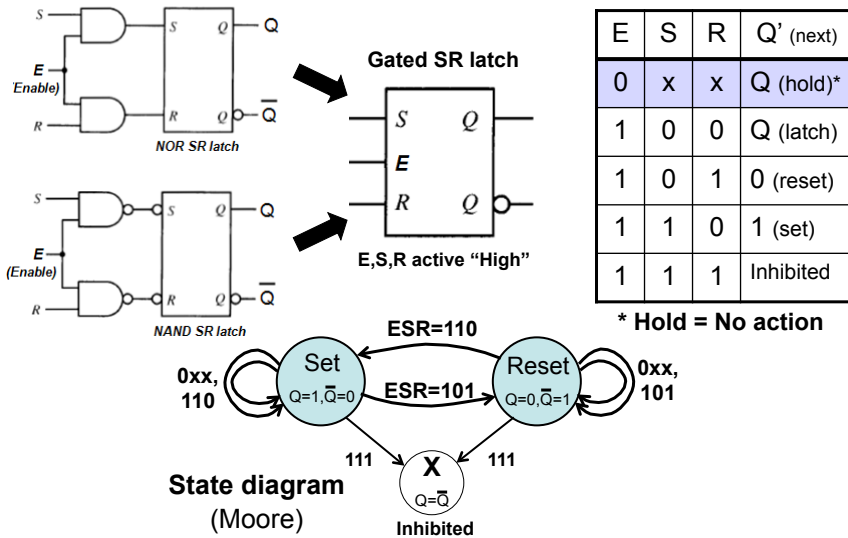 S
S Q Q
E
'Enable)
R
R Q Q̅
NOR SR latch
S
S Q Q
E
(Enable)
R
R Q Q̅
NAND SR latch
Gated SR latch
S Q
E
R Q
E,S,R active “High”
E S R Q’ (next)
0 x x Q (hold)*
1 0 0 Q (latch)
1 0 1 0 (reset)
1 1 0 1 (set)
1 1 1 Inhibited
* Hold = No action
ESR=110
Set
Q=1,Q̅=0
ESR=101
Reset
Q=0,Q̅=1
0xx,
110
0xx,
101
111
111
X
Q=Q̅
Inhibited
State diagram
(Moore)